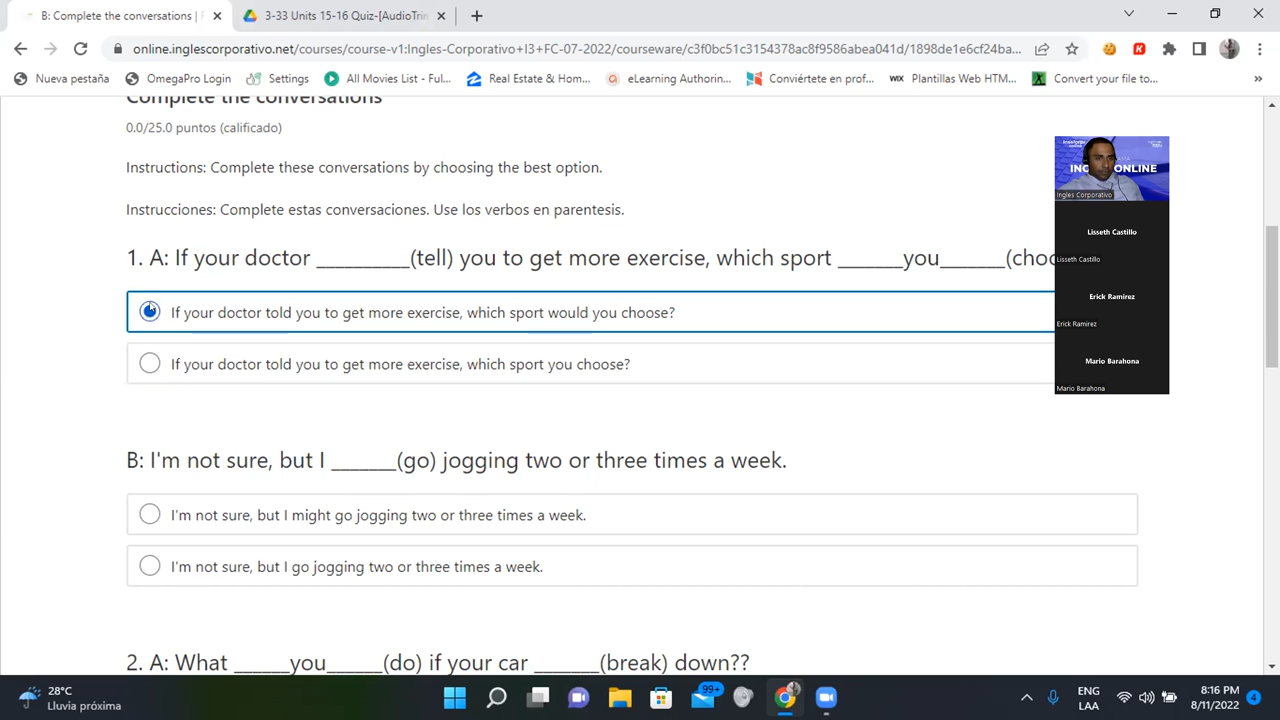 B: Complete the conversations |
3-33 Units 15-16 Quiz-[AudioTrin
online.inglescorporativo.net/courses/course-v1:Ingles-Corporativo+I3+FC-07-2022/courseware/c3f0bc51c3154378ac8f9586abea041d/1898de1e6cf24ba...
Nueva pestaña
OmegaPro Login
Settings
All Movies List - Ful...
Real Estate & Hom...
eLearning Authorin...
Conviértete en prof...
WIX Plantillas Web HTM...
Convert your file to...
Complete the conversations
0.0/25.0 puntos (calificado)
Instructions: Complete these conversations by choosing the best option.
Instrucciones: Complete estas conversaciones. Use los verbos en parentesis.
1. A: If your doctor _________(tell) you to get more exercise, which sport _______you_______(choo
If your doctor told you to get more exercise, which sport would you choose?
If your doctor told you to get more exercise, which sport you choose?
B: I'm not sure, but I _______(go) jogging two or three times a week.
I'm not sure, but I might go jogging two or three times a week.
I'm not sure, but I go jogging two or three times a week.
2. A: What ______you______(do) if your car _______(break) down??
ONLINE
Ingles Corporativo
Lisseth Castillo
Lisseth Castillo
Erick Ramirez
Erick Ramirez
Mario Barahona
Mario Barahona
28°C
Lluvia próxima
99+
ENG
LAA
8:16 PM
8/11/2022
4